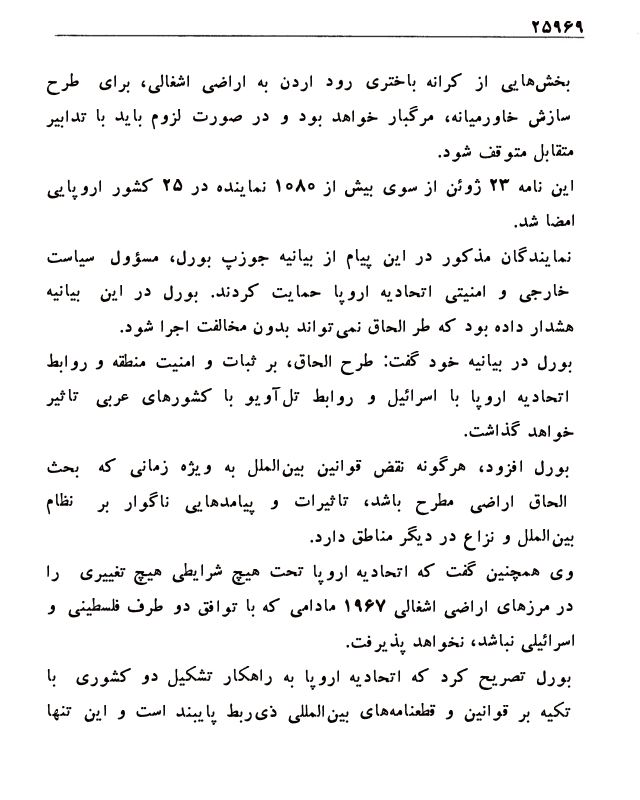 ۲۵۹۶۹
بخش‌هایی از کرانه باختری رود اردن به اراضی اشغالی، برای طرح
سازش خاورمیانه، مرگبار خواهد بود و در صورت لزوم باید با تدابیر
متقابل متوقف شود.
این نامه ۲۳ ژوئن از سوی بیش از ۱۰۸۰ نماینده در ۲۵ کشور اروپایی
امضا شد.
نمایندگان مذکور در این پیام از بیانیه جوزپ بورل، مسؤول سیاست
خارجی و امنیتی اتحادیه اروپا حمایت کردند. بورل در این بیانیه
هشدار داده بود که طر الحاق نمی‌تواند بدون مخالفت اجرا شود.
بورل در بیانیه خود گفت: طرح الحاق، بر ثبات و امنیت منطقه و روابط
اتحادیه اروپا با اسرائیل و روابط تل‌آویو با کشورهای عربی تاثیر
خواهد گذاشت.
بورل افزود، هرگونه نقض قوانین بین‌الملل به ویژه زمانی که بحث
الحاق اراضی مطرح باشد، تاثیرات و پیامدهایی ناگوار بر نظام
بین‌الملل و نزاع در دیگر مناطق دارد.
وی همچنین گفت که اتحادیه اروپا تحت هیچ شرایطی هیچ تغییری را
در مرزهای اراضی اشغالی ۱۹۶۷ مادامی که با توافق دو طرف فلسطینی و
اسرائیلی نباشد، نخواهد پذیرفت.
بورل تصریح کرد که اتحادیه اروپا به راهکار تشکیل دو کشوری با
تکیه بر قوانین و قطعنامه‌های بین‌المللی ذی‌ربط پایبند است و این تنها